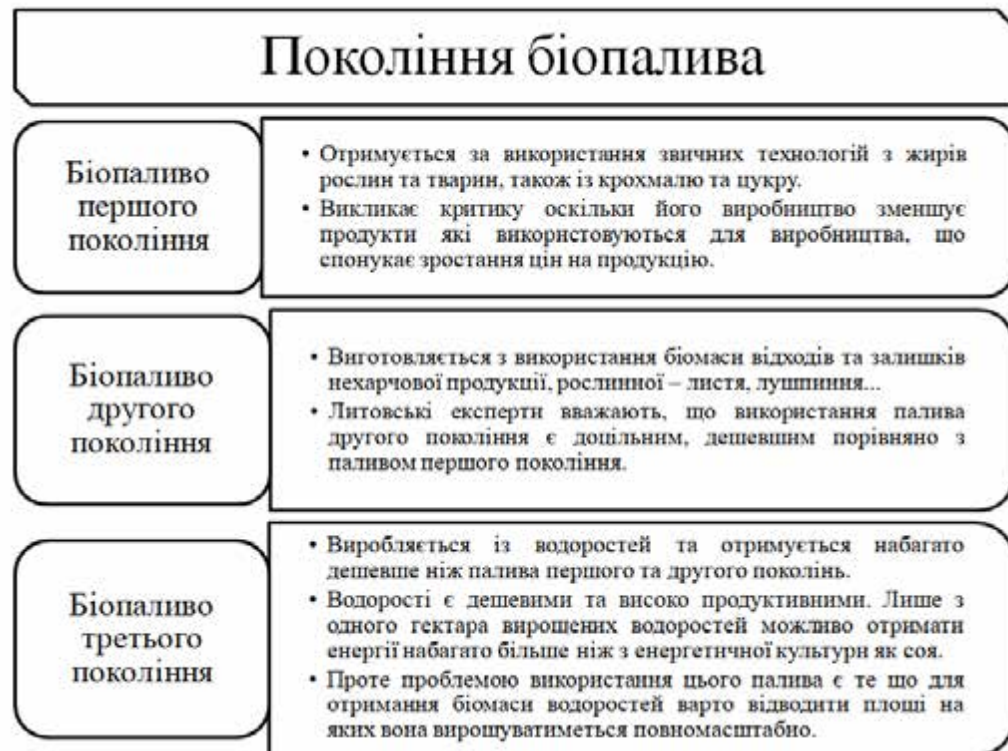 Покоління біопалива
Біопаливо
першого
покоління
• Отримується за використання звичних технологій з жирів
рослин та тварин, також із крохмалю та цукру.
• Викликає критику оскільки його виробництво зменшує
продукти які використовуються для виробництва, що
спонукає зростання цін на продукцію.
Біопаливо
другого
покоління
• Виготовляється з використання біомаси відходів та залишків
нехарчової продукції, рослинної – листя, лушпиння...
• Литовські експерти вважають, що використання палива
другого покоління є доцільним, дешевшим порівняно з
паливом першого покоління.
Біопаливо
третього
покоління
• Виробляється із водоростей та отримується набагато
дешевше ніж палива першого та другого поколінь.
• Водорості є дешевими та високо продуктивними. Лише з
одного гектара вирощених водоростей можливо отримати
енергії набагато більше ніж з енергетичної культури як соя.
• Проте проблемою використання цього палива є те що для
отримання біомаси водоростей варто відводити площі на
яких вона вирощуватиметься повномасштабно.